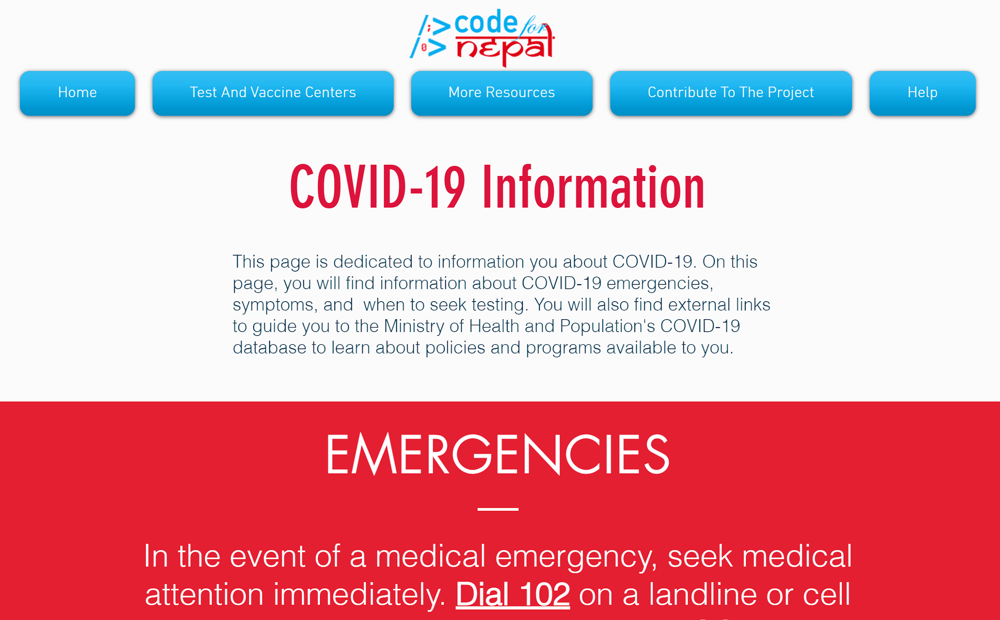 code for
nepal
Home
Test And Vaccine Centers
More Resources
Contribute To The Project
Help
COVID-19 Information
This page is dedicated to information you about COVID-19. On this
page, you will find information about COVID-19 emergencies,
symptoms, and  when to seek testing. You will also find external links
to guide you to the Ministry of Health and Population's COVID-19
database to learn about policies and programs available to you.
EMERGENCIES
In the event of a medical emergency, seek medical
attention immediately. Dial 102 on a landline or cell